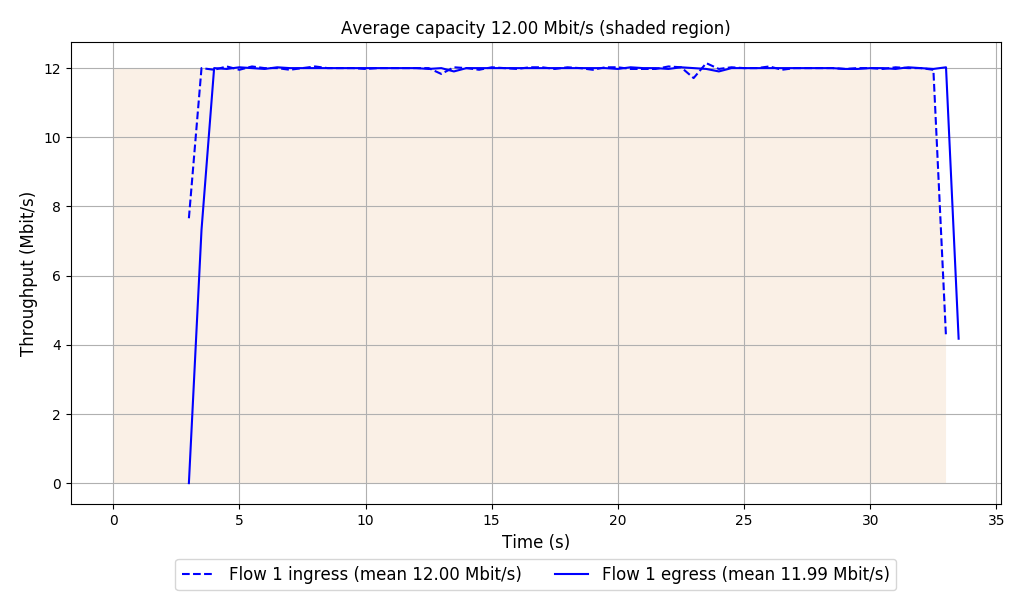 Average capacity 12.00 Mbit/s (shaded region)
12
10
8
6
4
2
0
Throughput (Mbit/s)
0 5 10 15 20 25 30 35
Time (s)
Flow 1 ingress (mean 12.00 Mbit/s) Flow 1 egress (mean 11.99 Mbit/s)